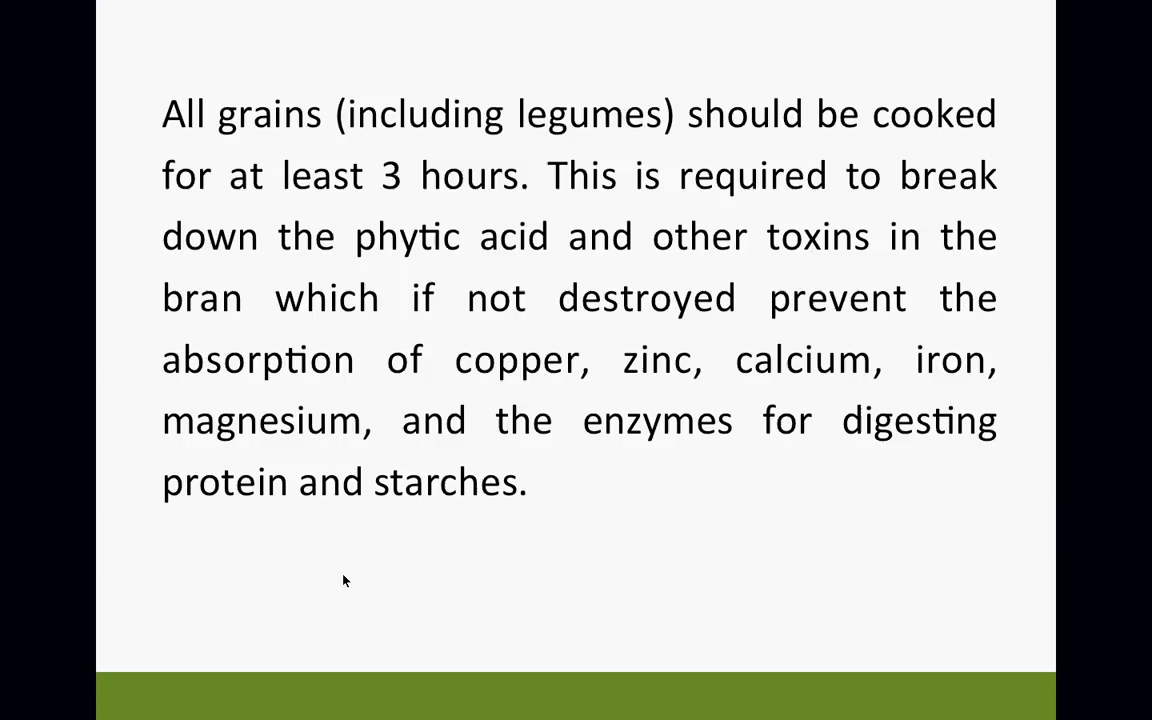 All grains (including legumes) should be cooked
for at least 3 hours. This is required to break
down the phytic acid and other toxins in the
bran which if not destroyed prevent the
absorption of copper, zinc, calcium, iron,
magnesium, and the enzymes for digesting
protein and starches.